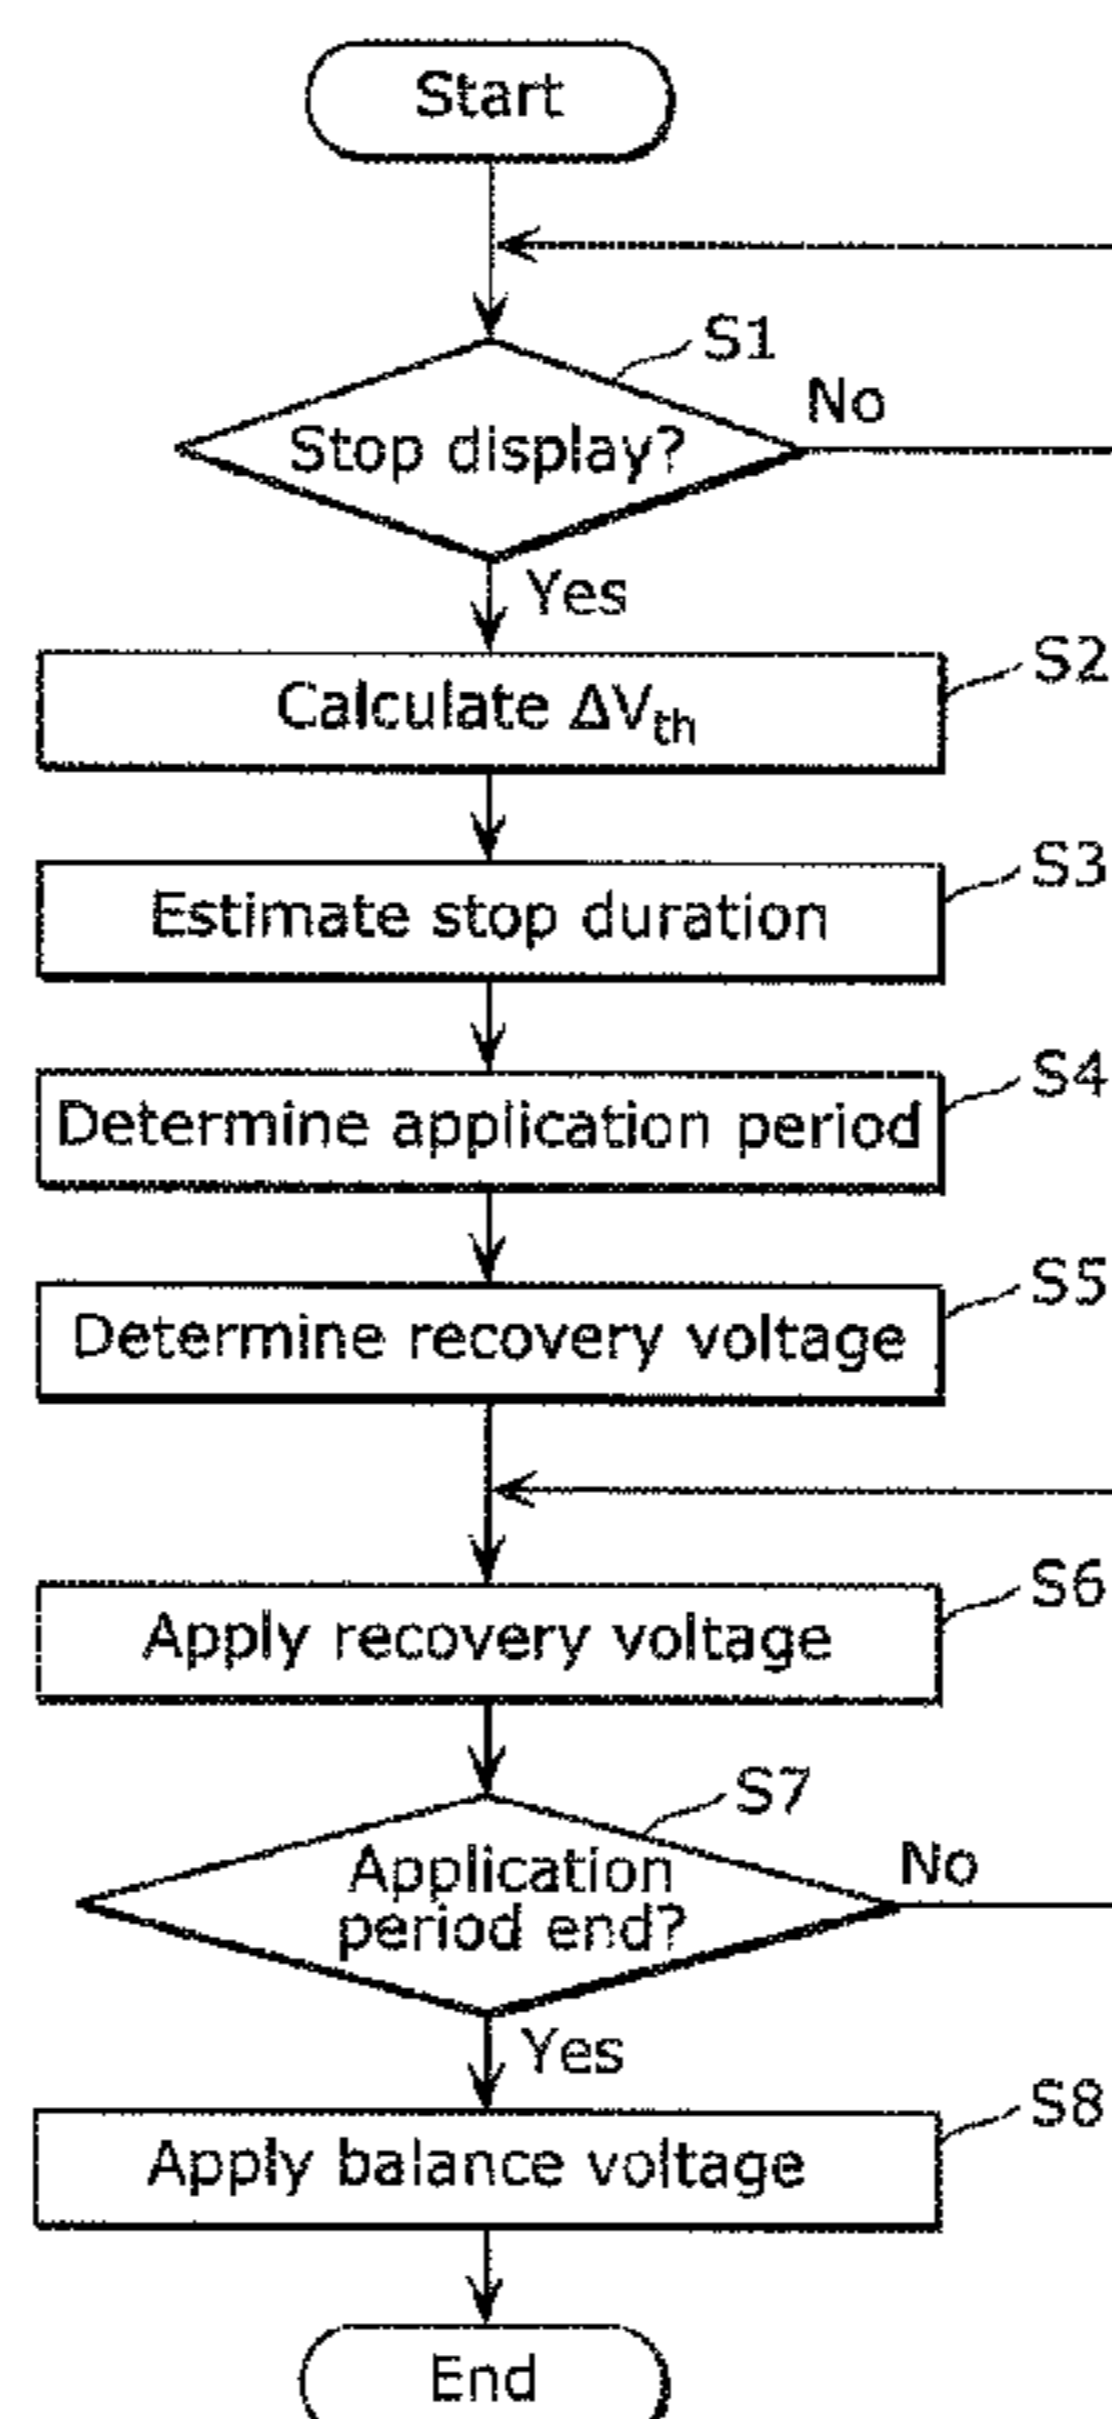 Start
S1
No
Stop display?
Yes
S2
Calculate ΔVth
S3
Estimate stop duration
S4
Determine application period
S5
Determine recovery voltage
S6
Apply recovery voltage
S7
No
Application
period end?
Yes
S8
Apply balance voltage
End